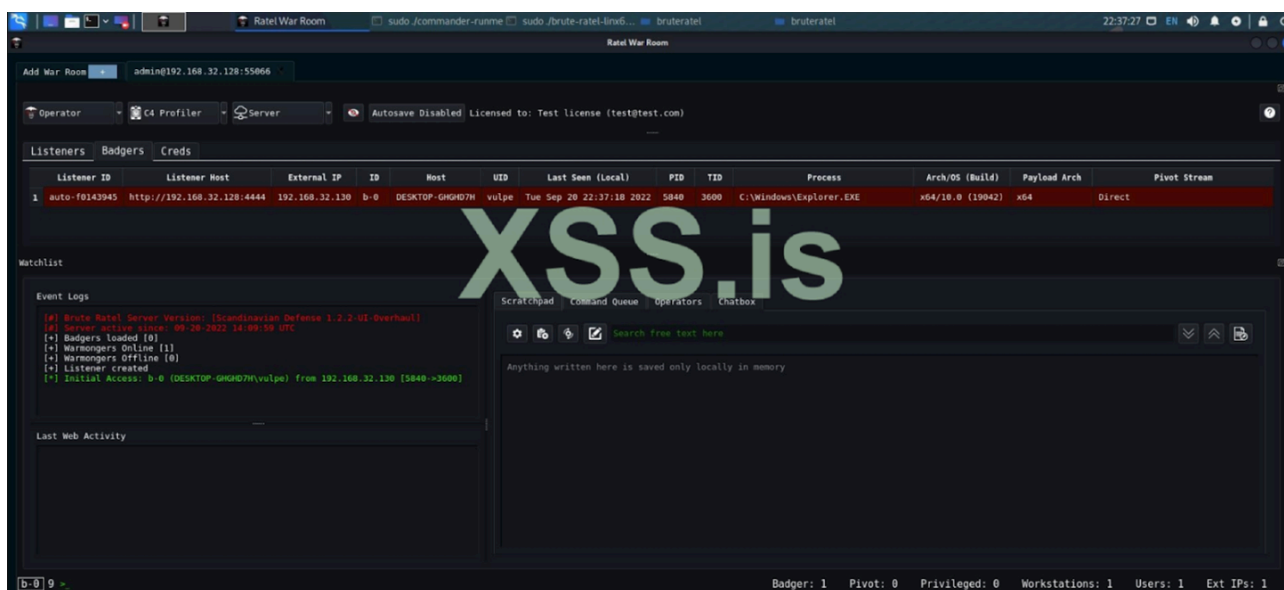 Ratel War Room
sudo ./commander-runme
sudo ./brute-ratel-linx6...
bruteratel
bruteratel
22:37:27
EN
Ratel War Room
Add War Room +
admin@192.168.32.128:55066
Operator
C4 Profiler
Server
Autosave Disabled
Licensed to: Test license (test@test.com)
Listeners Badgers Creds
Listener ID Listener Host External IP ID Host UID Last Seen (Local) PID TID Process Arch/OS (Build) Payload Arch Pivot Stream
1 auto-f0143945 http://192.168.32.128:4444 192.168.32.130 b-0 DESKTOP-GHGHD7H vulpe Tue Sep 20 22:37:18 2022 5840 3600 C:\Windows\Explorer.EXE x64/10.0 (19042) x64 Direct
XSS.is
Watchlist
Event Logs
[#] Brute Ratel Server Version: [Scandinavian Defense 1.2.2-UI-Overhaul]
[#] Server active since: 09-20-2022 14:09:59 UTC
[+] Badgers loaded [0]
[+] Warmongers Online [1]
[+] Warmongers Offline [0]
[+] Listener created
[*] Initial Access: b-0 (DESKTOP-GHGHD7H\vulpe) from 192.168.32.130 [5840->3600]
Scratchpad Command Queue Operators Chatbox
Search free text here
Anything written here is saved only locally in memory
Last Web Activity
b-0 9 >_
Badger: 1 Pivot: 0 Privileged: 0 Workstations: 1 Users: 1 Ext IPs: 1